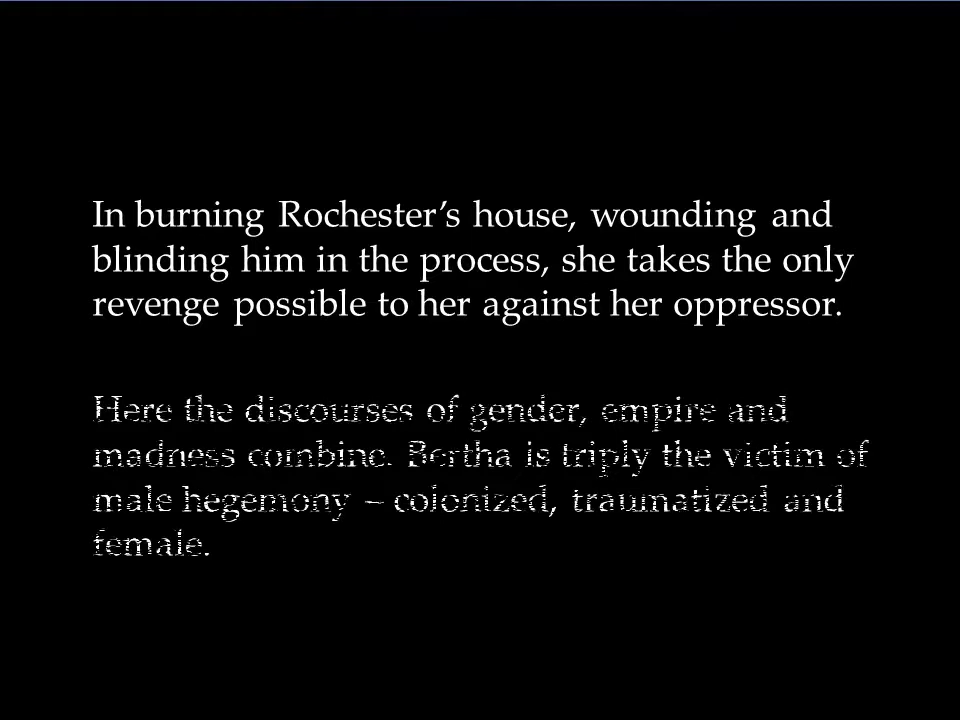 In burning Rochester’s house, wounding and
blinding him in the process, she takes the only
revenge possible to her against her oppressor.
Here the discourses of gender, empire and
madness combine. Bertha is triply the victim of
male hegemony – colonized, traumatized and
female.